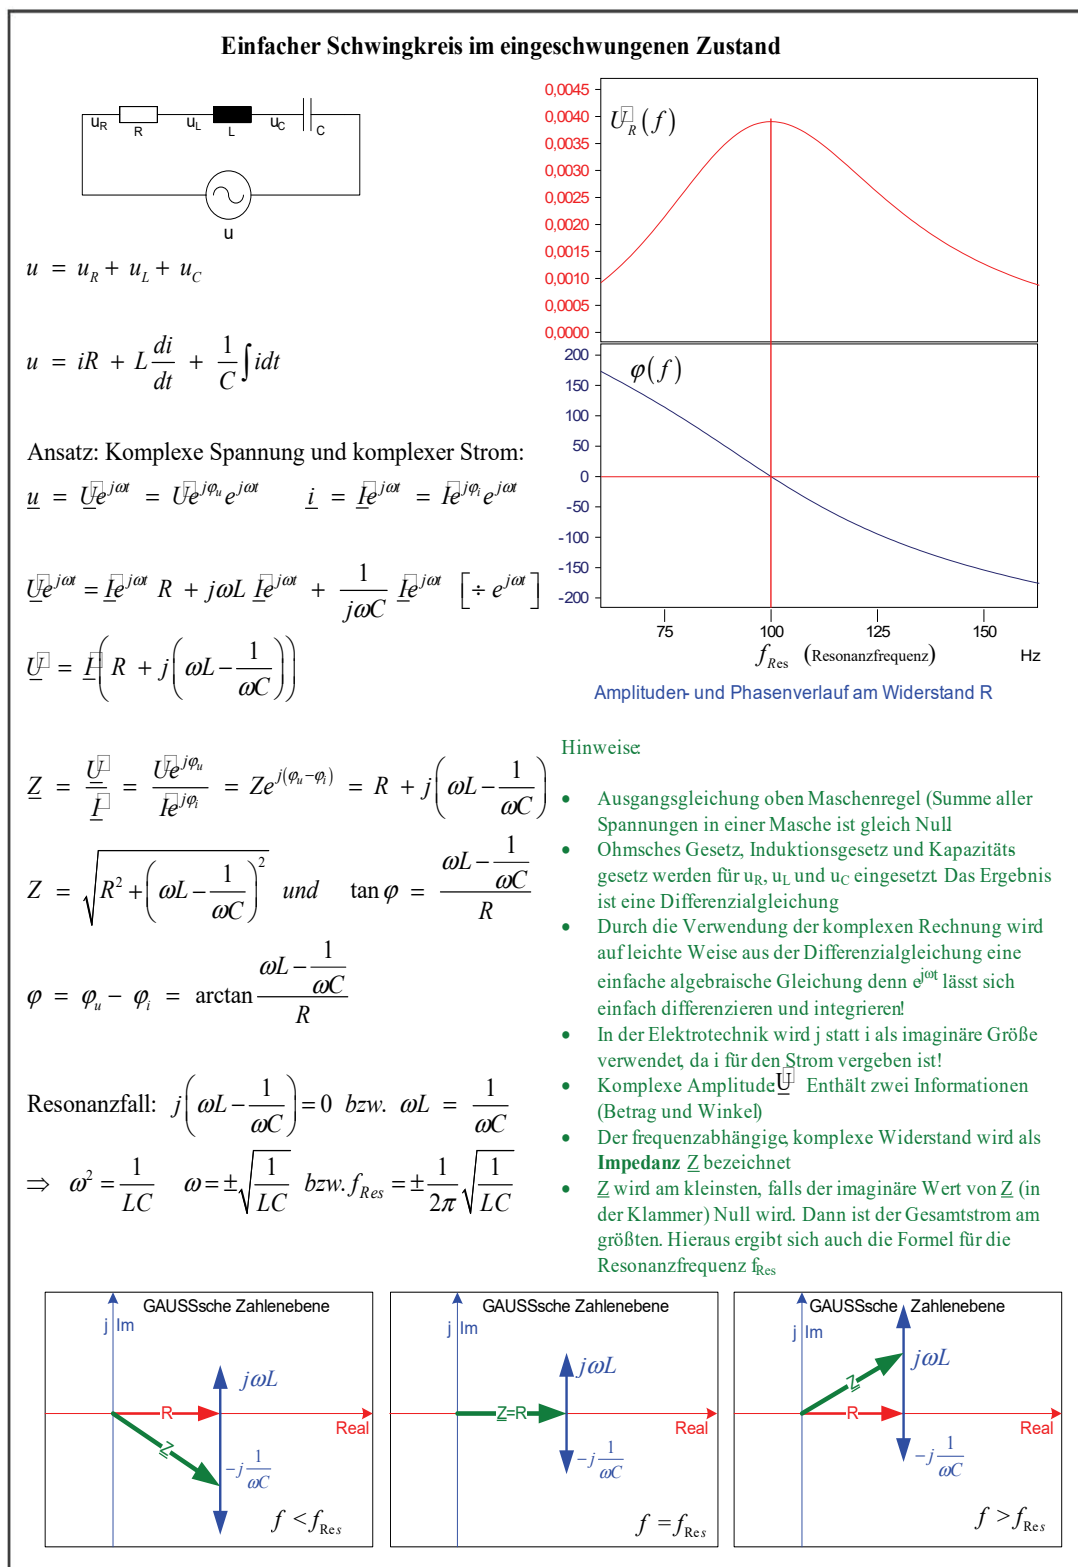 Einfacher Schwingkreis im eingeschwungenen Zustand
u_R R u_L L u_C C
u
u = u_R + u_L + u_C
u = iR + L di/dt + 1/C ∫ idt
Ansatz: Komplexe Spannung und komplexer Strom:
u = U⃞e^{jωt} = U⃞e^{jφ_u} e^{jωt} i = I⃞e^{jωt} = I⃞e^{jφ_i} e^{jωt}
U⃞e^{jωt} = I⃞e^{jωt} R + jωL I⃞e^{jωt} + 1/(jωC) I⃞e^{jωt} [÷ e^{jωt}]
U⃞ = I⃞(R + j(ωL − 1/(ωC)))
Z = U⃞/I⃞ = U⃞e^{jφ_u}/I⃞e^{jφ_i} = Ze^{j(φ_u−φ_i)} = R + j(ωL − 1/(ωC))
Z = √(R² + (ωL − 1/(ωC))²) und tan φ = (ωL − 1/(ωC))/R
φ = φ_u − φ_i = arctan (ωL − 1/(ωC))/R
Resonanzfall: j(ωL − 1/(ωC)) = 0 bzw. ωL = 1/(ωC)
⇒ ω² = 1/(LC) ω = ±√(1/(LC)) bzw. f_Res = ± 1/(2π) √(1/(LC))
0,0045
0,0040
0,0035
0,0030
0,0025
0,0020
0,0015
0,0010
0,0005
0,0000
U⃞_R(f)
200
150
100
50
0
-50
-100
-150
-200
φ(f)
75 100 125 150
f_Res (Resonanzfrequenz) Hz
Amplituden- und Phasenverlauf am Widerstand R
Hinweise:
• Ausgangsgleichung oben: Maschenregel (Summe aller
Spannungen in einer Masche ist gleich Null
• Ohmsches Gesetz, Induktionsgesetz und Kapazitäts-
gesetz werden für u_R, u_L und u_C eingesetzt. Das Ergebnis
ist eine Differenzialgleichung
• Durch die Verwendung der komplexen Rechnung wird
auf leichte Weise aus der Differenzialgleichung eine
einfache algebraische Gleichung, denn e^{jωt} lässt sich
einfach differenzieren und integrieren!
• In der Elektrotechnik wird j statt i als imaginäre Größe
verwendet, da i für den Strom vergeben ist!
• Komplexe Amplitude: U⃞ Enthält zwei Informationen
(Betrag und Winkel)
• Der frequenzabhängige, komplexe Widerstand wird als
Impedanz Z bezeichnet
• Z wird am kleinsten, falls der imaginäre Wert von Z (in
der Klammer) Null wird. Dann ist der Gesamtstrom am
größten. Hieraus ergibt sich auch die Formel für die
Resonanzfrequenz f_Res
GAUSSsche Zahlenebene
j Im
jωL
R
Real
Z
−j 1/(ωC)
f < f_Res
GAUSSsche Zahlenebene
j Im
jωL
Z=R
Real
−j 1/(ωC)
f = f_Res
GAUSSsche Zahlenebene
j Im
jωL
Z
R
Real
−j 1/(ωC)
f > f_Res